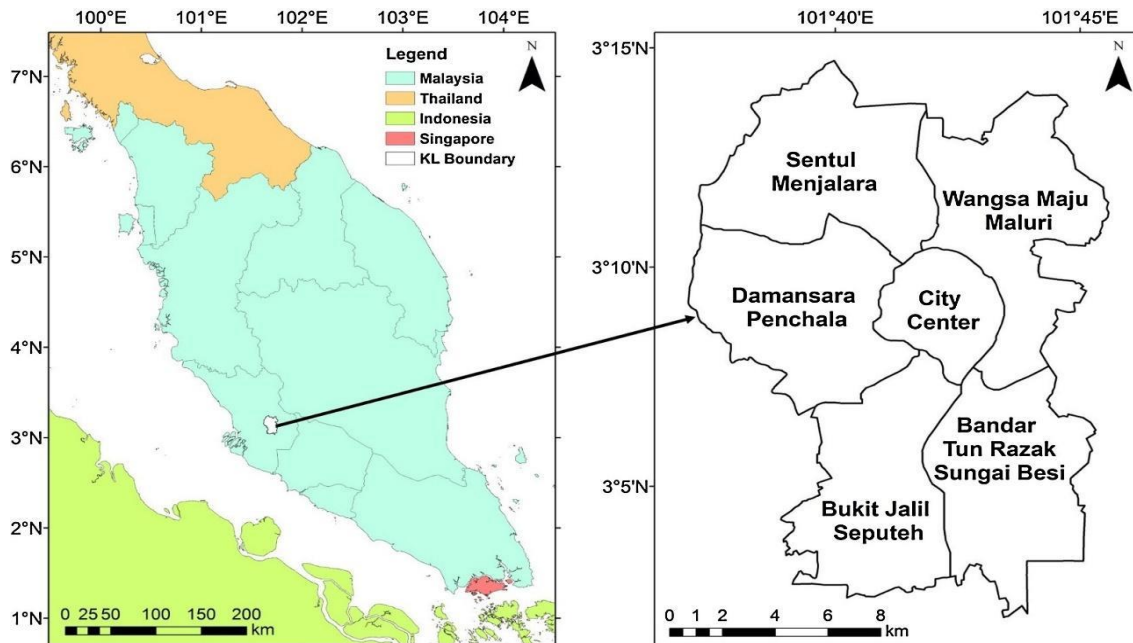 100°E 101°E 102°E 103°E 104°E
7°N
6°N
5°N
4°N
3°N
2°N
1°N
Legend
Malaysia
Thailand
Indonesia
Singapore
KL Boundary
N
0 25 50 100 150 200
km
101°40'E 101°45'E
3°15'N
3°10'N
3°5'N
N
Sentul
Menjalara
Wangsa Maju
Maluri
Damansara
Penchala
City
Center
Bandar
Tun Razak
Sungai Besi
Bukit Jalil
Seputeh
0 1 2 4 6 8
km